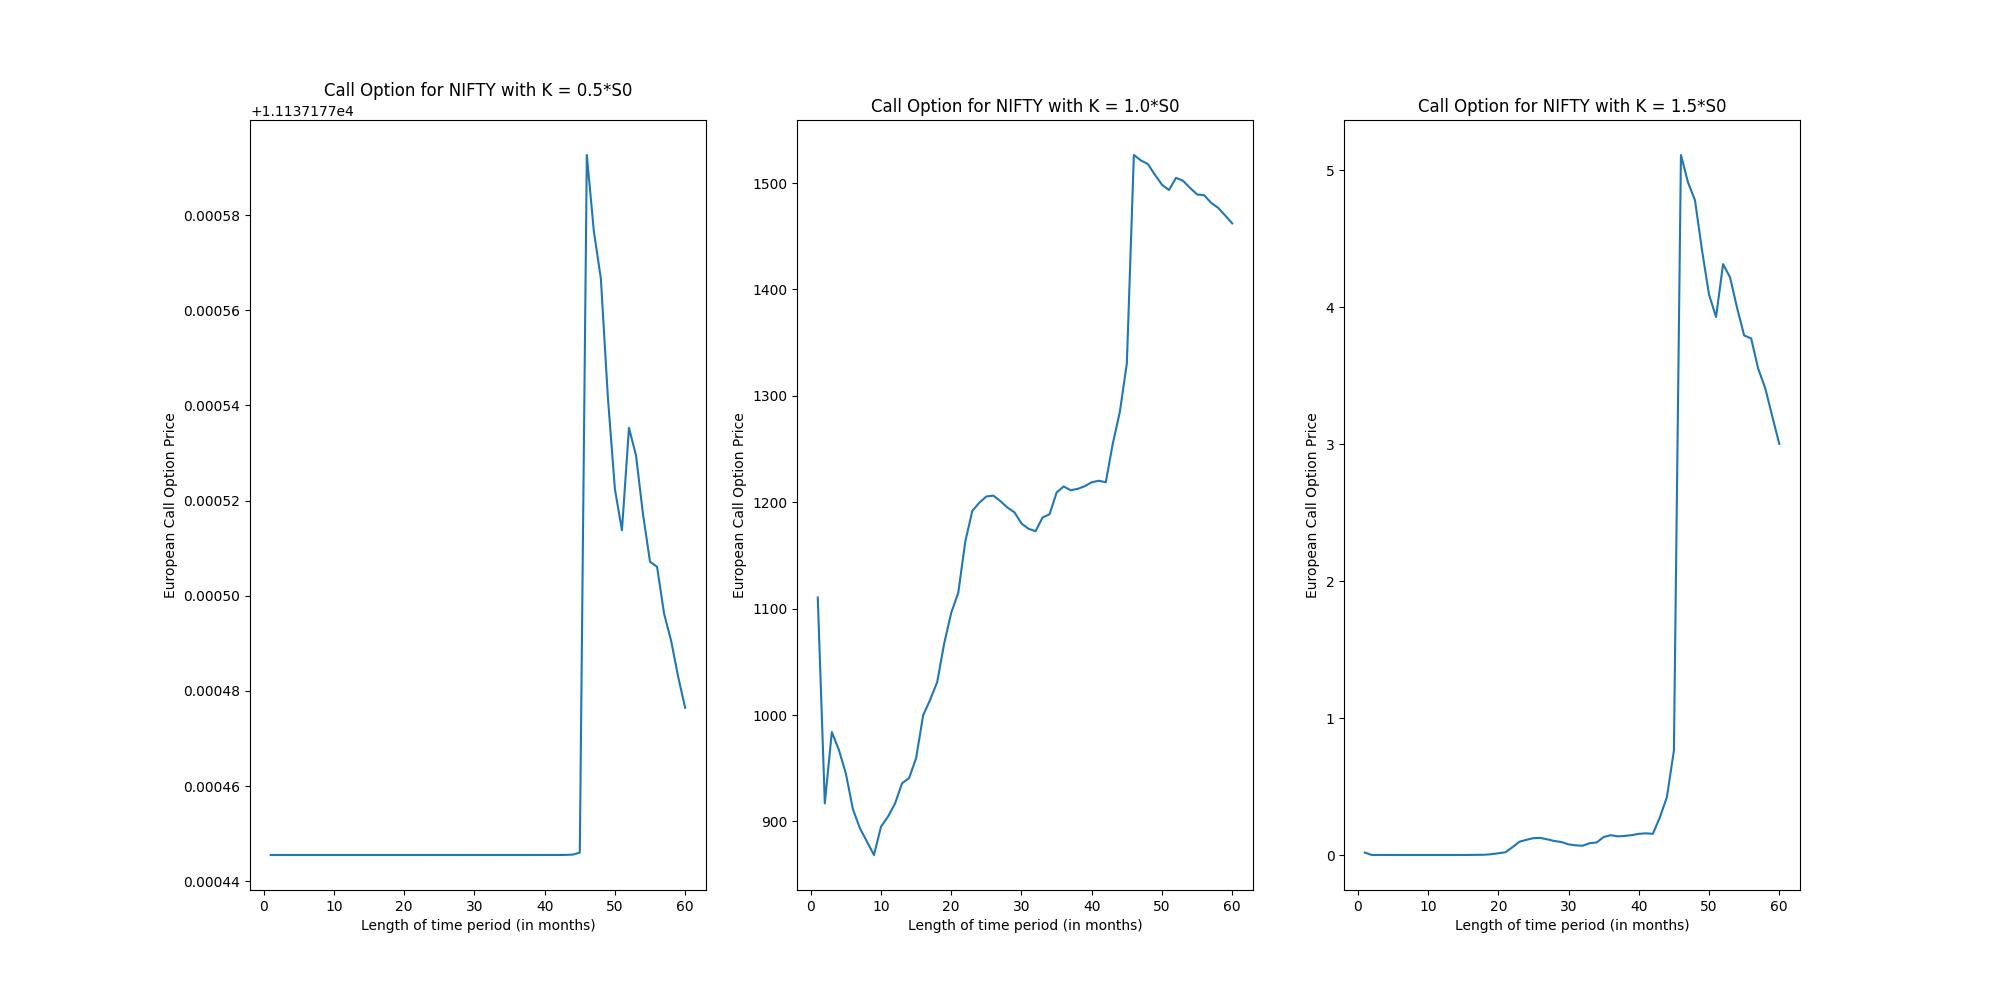 Call Option for NIFTY with K = 0.5*S0
+1.1137177e4
0.00058
0.00056
0.00054
0.00052
0.00050
0.00048
0.00046
0.00044
European Call Option Price
0 10 20 30 40 50 60
Length of time period (in months)
Call Option for NIFTY with K = 1.0*S0
1500
1400
1300
1200
1100
1000
900
European Call Option Price
0 10 20 30 40 50 60
Length of time period (in months)
Call Option for NIFTY with K = 1.5*S0
5
4
3
2
1
0
European Call Option Price
0 10 20 30 40 50 60
Length of time period (in months)